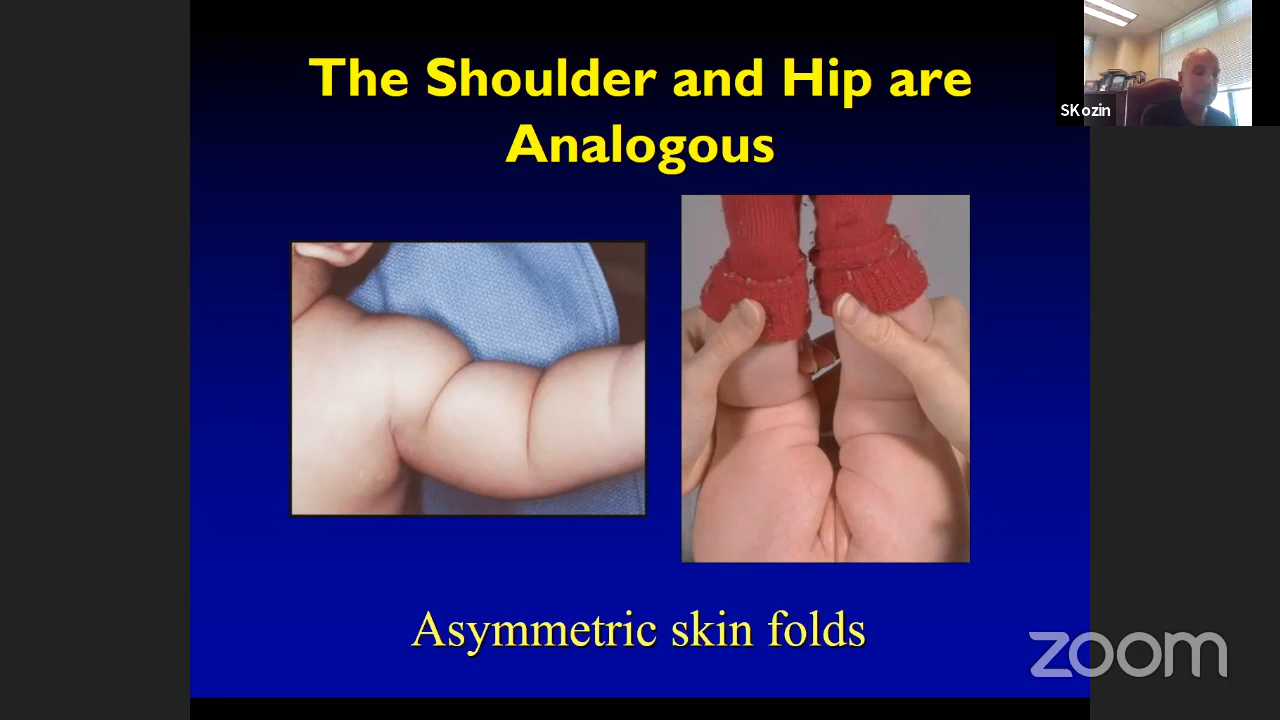 The Shoulder and Hip are
Analogous
SKozin
Asymmetric skin folds
zoom